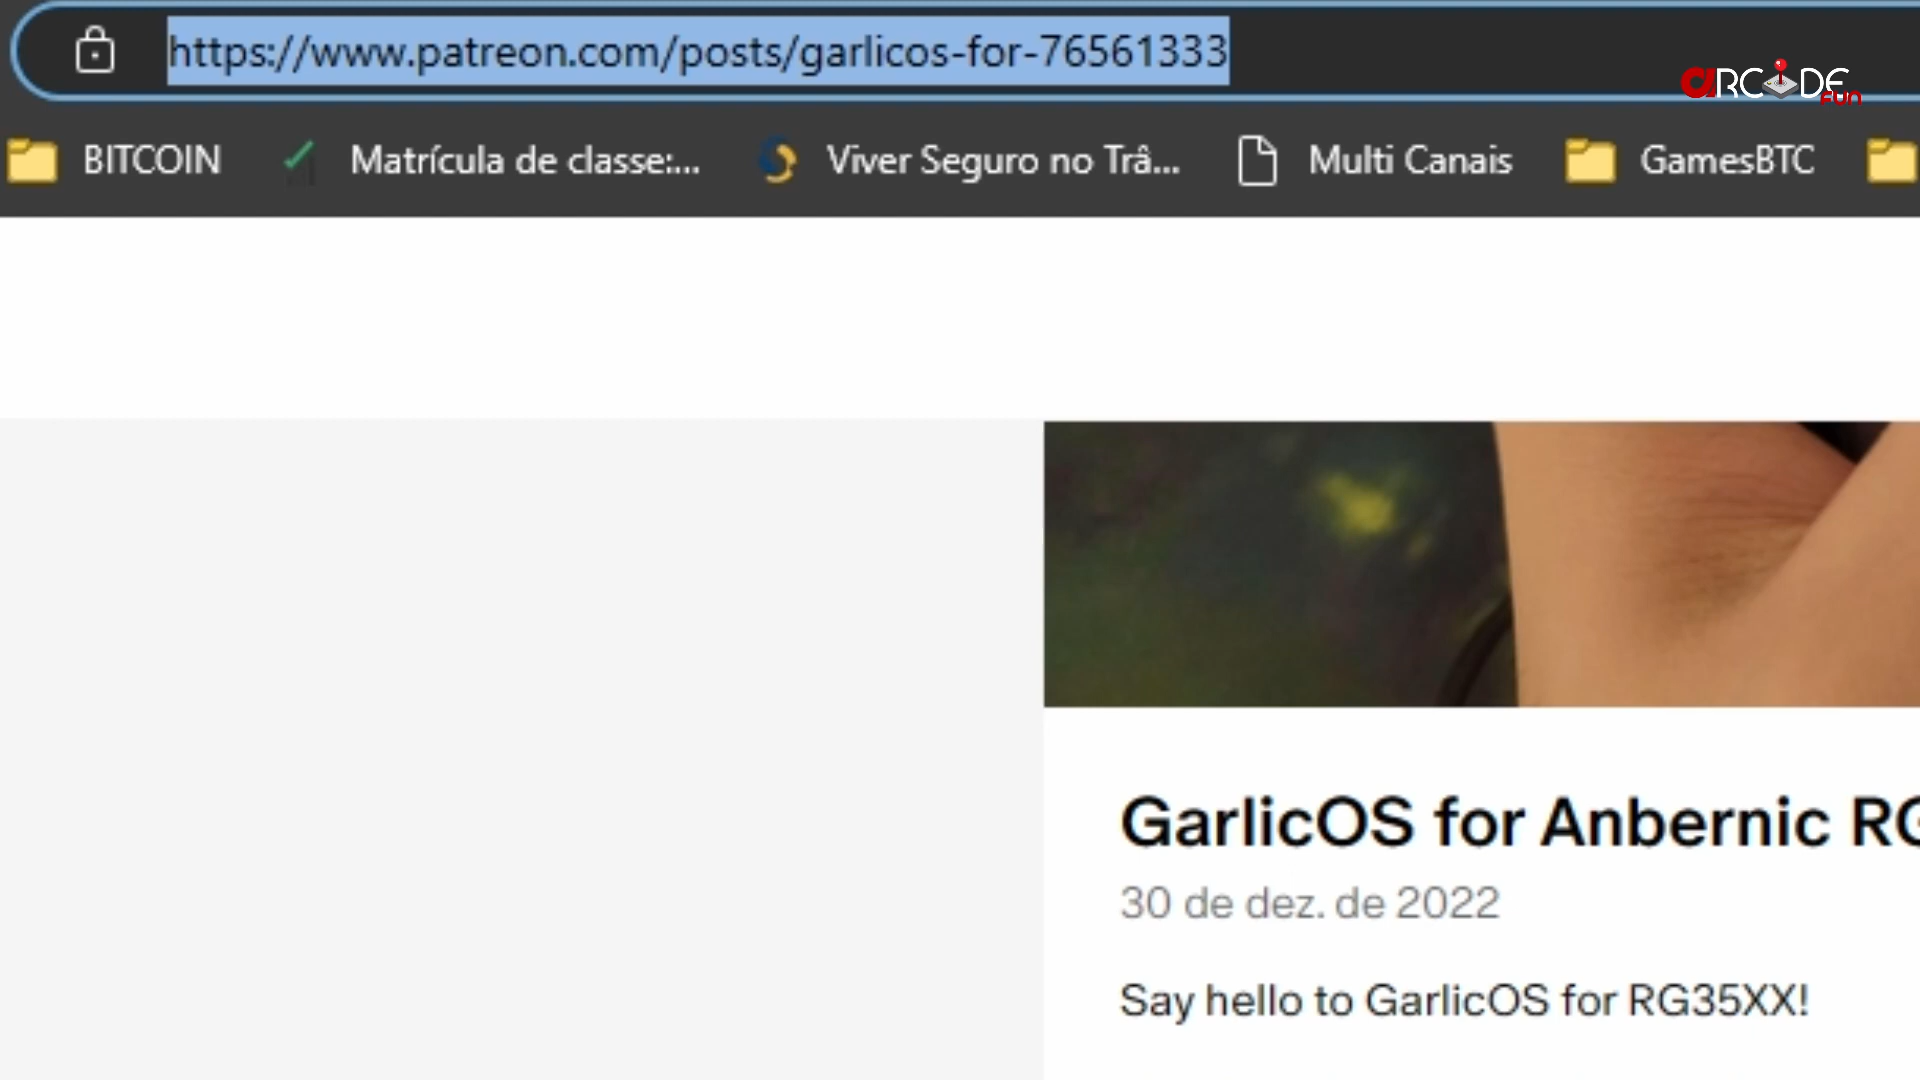 https://www.patreon.com/posts/garlicos-for-76561333
aRCADE
FUN
BITCOIN
Matrícula de classe:...
Viver Seguro no Trâ...
Multi Canais
GamesBTC
GarlicOS for Anbernic RG
30 de dez. de 2022
Say hello to GarlicOS for RG35XX!